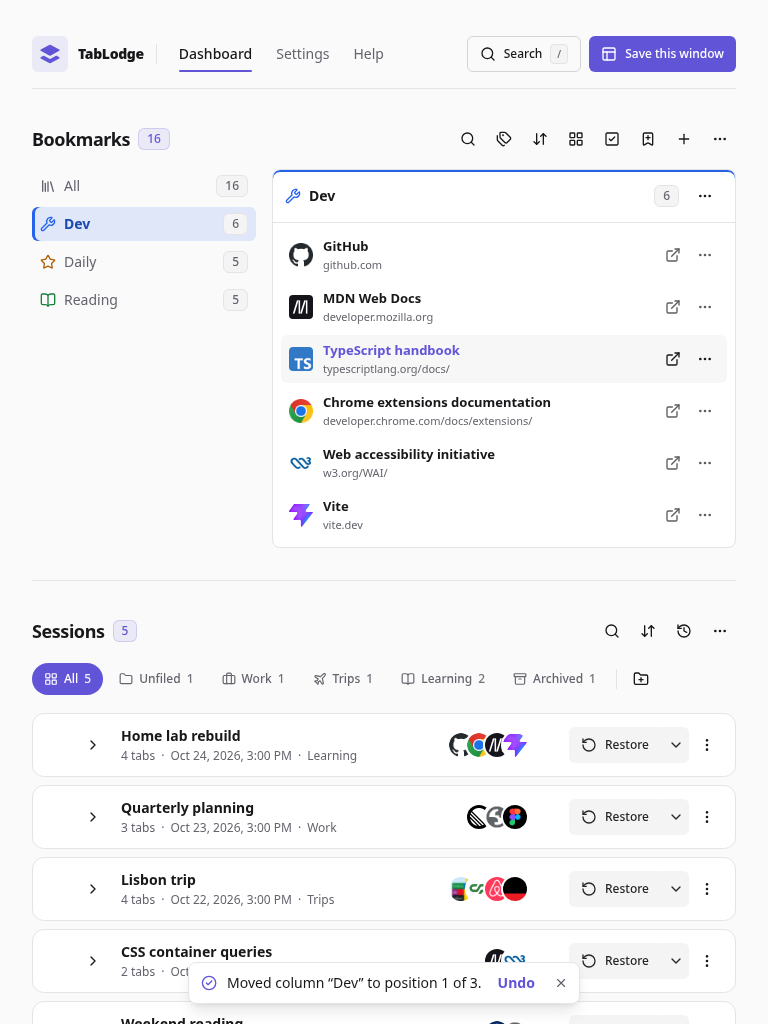 TabLodge
Dashboard
Settings
Help
Search /
Save this window
Bookmarks 16
All 16
Dev 6
Daily 5
Reading 5
Dev 6
GitHub
github.com
MDN Web Docs
developer.mozilla.org
TypeScript handbook
typescriptlang.org/docs/
Chrome extensions documentation
developer.chrome.com/docs/extensions/
Web accessibility initiative
w3.org/WAI/
Vite
vite.dev
Sessions 5
All 5
Unfiled 1
Work 1
Trips 1
Learning 2
Archived 1
Home lab rebuild
4 tabs · Oct 24, 2026, 3:00 PM · Learning
Restore
Quarterly planning
3 tabs · Oct 23, 2026, 3:00 PM · Work
Restore
Lisbon trip
4 tabs · Oct 22, 2026, 3:00 PM · Trips
Restore
CSS container queries
2 tabs · Oct
Restore
Moved column “Dev” to position 1 of 3. Undo
Weekend reading